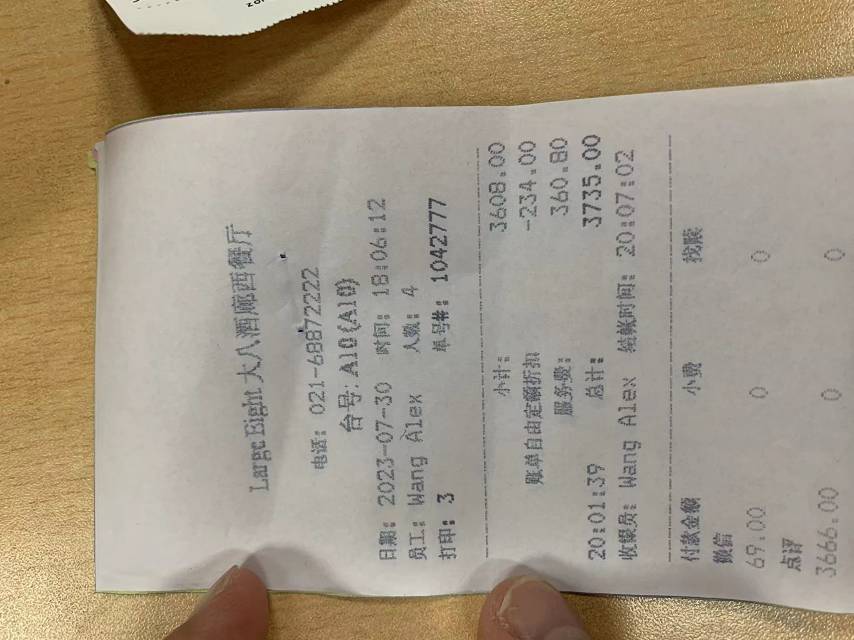 Large Eight 大八酒廊西餐厅
电话: 021-68872222
台号: A10(A10)
日期: 2023-07-30 时间: 18:06:12
员工: Wang Alex 人数: 4
打印: 3 单号#: 1042777
小计: 3608.00
账单自由定额折扣 -234.00
服务费: 360.80
20:01:39 总计: 3735.00
收银员: Wang Alex 结帐时间: 20:07:02
付款金额 小费 找赎
微信
69.00 0 0
点评
3666.00 0 0